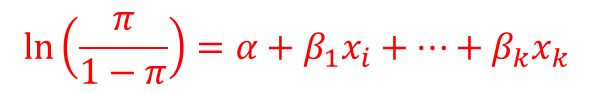 ln(π/(1 − π)) = α + β₁xᵢ + ⋯ + βₖxₖ